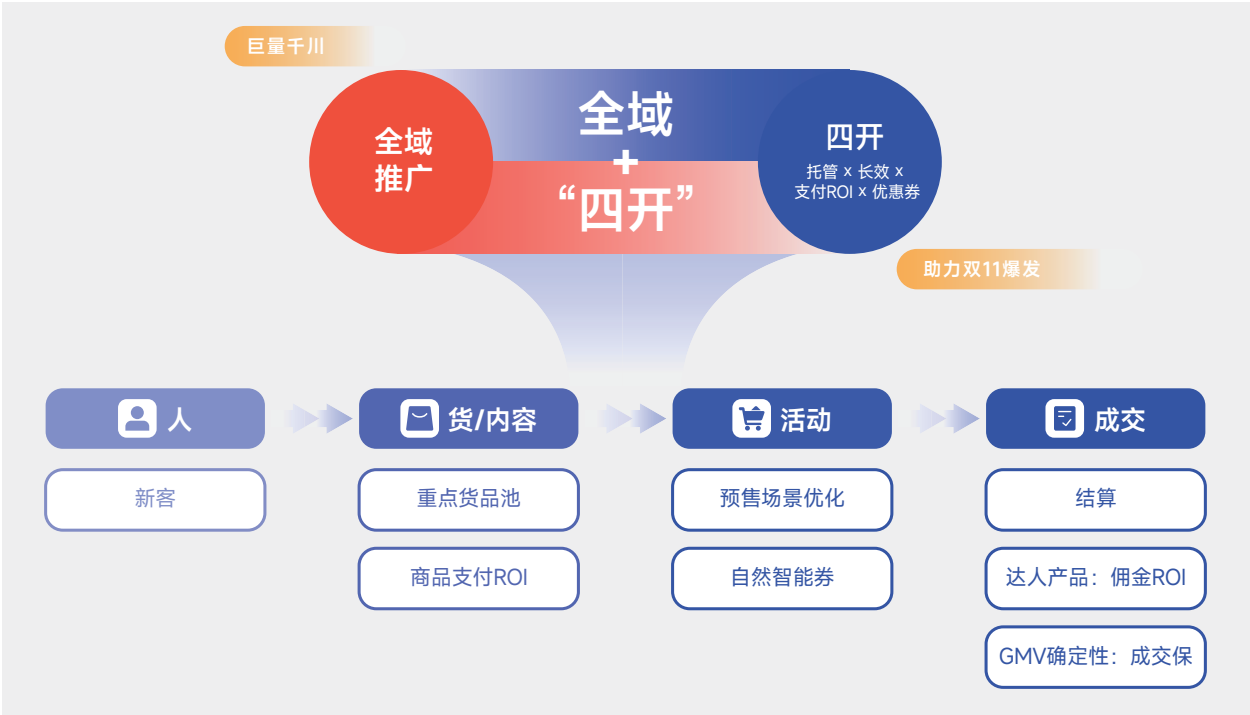 巨量千川
全域
推广
全域
+
“四开”
四开
托管 x 长效 x
支付ROI x 优惠券
助力双11爆发
人
货/内容
活动
成交
新客
重点货品池
预售场景优化
结算
商品支付ROI
自然智能券
达人产品：佣金ROI
GMV确定性：成交保